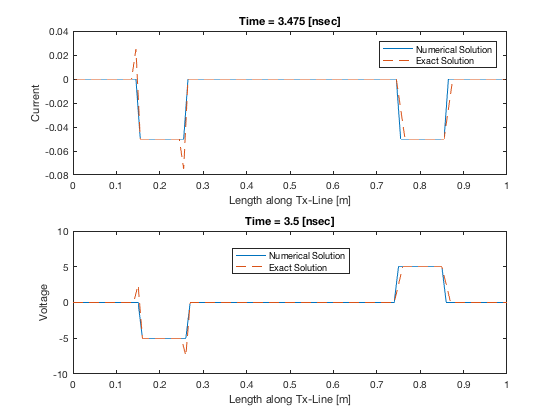 Time = 3.475 [nsec]
0.04
0.02
0
-0.02
-0.04
-0.06
-0.08
Current
Numerical Solution
Exact Solution
0 0.1 0.2 0.3 0.4 0.5 0.6 0.7 0.8 0.9 1
Length along Tx-Line [m]
Time = 3.5 [nsec]
10
5
0
-5
-10
Voltage
Numerical Solution
Exact Solution
0 0.1 0.2 0.3 0.4 0.5 0.6 0.7 0.8 0.9 1
Length along Tx-Line [m]